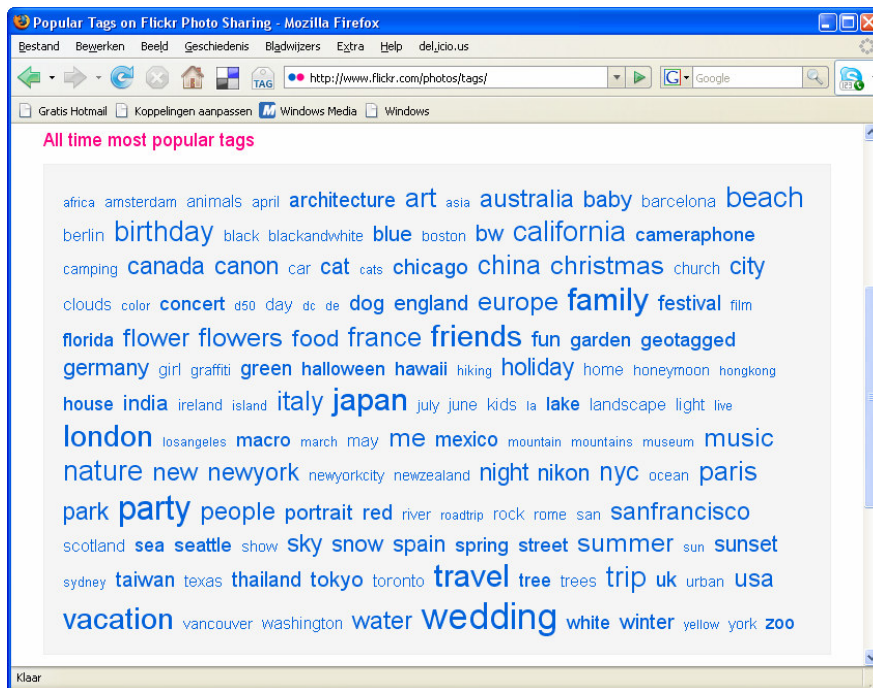 Popular Tags on Flickr Photo Sharing - Mozilla Firefox
Bestand Bewerken Beeld Geschiedenis Bladwijzers Extra Help del.icio.us
TAG http://www.flickr.com/photos/tags/ G Google
Gratis Hotmail Koppelingen aanpassen Windows Media Windows
All time most popular tags
africa amsterdam animals april architecture art asia australia baby barcelona beach
berlin birthday black blackandwhite blue boston bw california cameraphone
camping canada canon car cat cats chicago china christmas church city
clouds color concert d50 day dc de dog england europe family festival film
florida flower flowers food france friends fun garden geotagged
germany girl graffiti green halloween hawaii hiking holiday home honeymoon hongkong
house india ireland island italy japan july june kids la lake landscape light live
london losangeles macro march may me mexico mountain mountains museum music
nature new newyork newyorkcity newzealand night nikon nyc ocean paris
park party people portrait red river roadtrip rock rome san sanfrancisco
scotland sea seattle show sky snow spain spring street summer sun sunset
sydney taiwan texas thailand tokyo toronto travel tree trees trip uk urban usa
vacation vancouver washington water wedding white winter yellow york zoo
Klaar